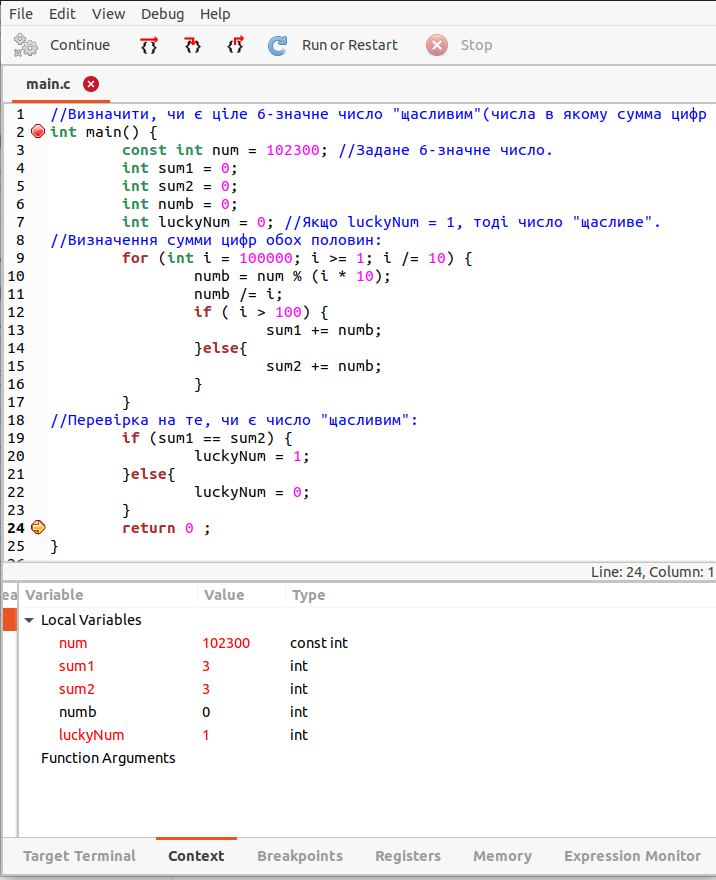 File Edit View Debug Help
Continue Run or Restart Stop
main.c
1 //Визначити, чи є ціле 6-значне число "щасливим"(числа в якому сумма цифр
2 int main() {
3 const int num = 102300; //Задане 6-значне число.
4 int sum1 = 0;
5 int sum2 = 0;
6 int numb = 0;
7 int luckyNum = 0; //Якщо luckyNum = 1, тоді число "щасливе".
8 //Визначення сумми цифр обох половин:
9 for (int i = 100000; i >= 1; i /= 10) {
10 numb = num % (i * 10);
11 numb /= i;
12 if ( i > 100) {
13 sum1 += numb;
14 }else{
15 sum2 += numb;
16 }
17 }
18 //Перевірка на те, чи є число "щасливим":
19 if (sum1 == sum2) {
20 luckyNum = 1;
21 }else{
22 luckyNum = 0;
23 }
24 return 0 ;
25 }
Line: 24, Column: 1
Variable Value Type
Local Variables
num 102300 const int
sum1 3 int
sum2 3 int
numb 0 int
luckyNum 1 int
Function Arguments
Target Terminal Context Breakpoints Registers Memory Expression Monitor